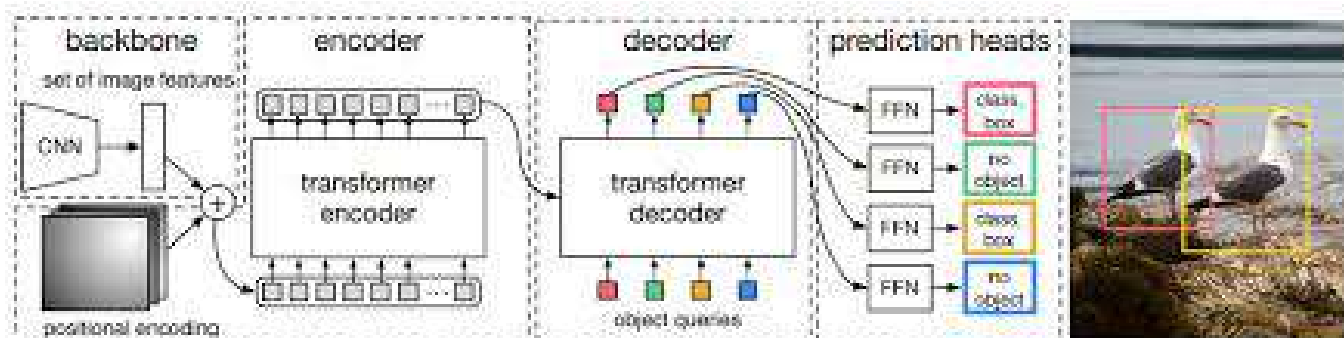 backbone
set of image features
CNN
+
positional encoding
encoder
...
transformer
encoder
...
decoder
transformer
decoder
object queries
prediction heads
FFN
class
box
FFN
no
object
FFN
class
box
FFN
no
object